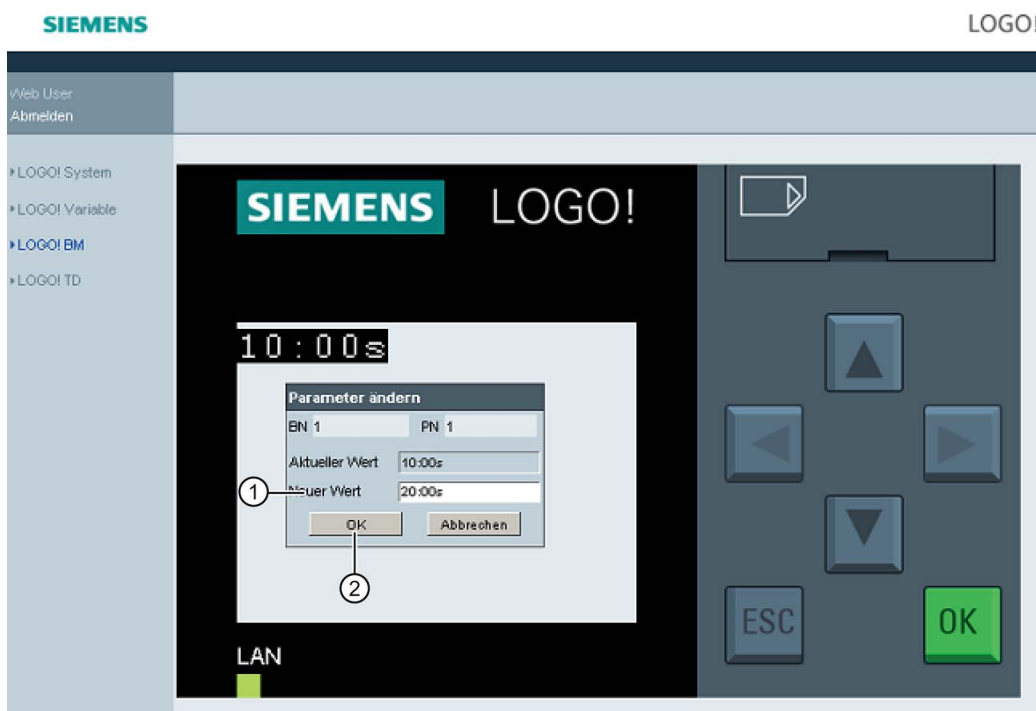 SIEMENS
LOGO!
Web User
Abmelden
LOGO! System
LOGO! Variable
LOGO! BM
LOGO! TD
SIEMENS LOGO!
10:00s
Parameter ändern
BN 1 PN 1
Aktueller Wert 10:00s
1 Neuer Wert 20:00s
OK Abbrechen
2
ESC OK
LAN